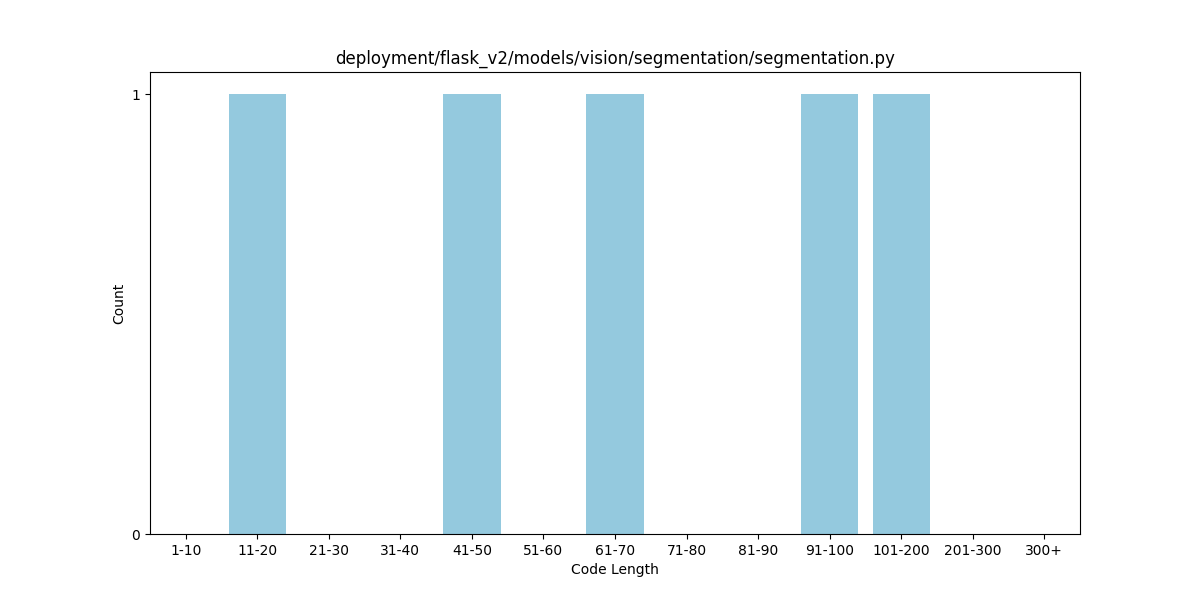 deployment/flask_v2/models/vision/segmentation/segmentation.py
Count
1
0
1-10 11-20 21-30 31-40 41-50 51-60 61-70 71-80 81-90 91-100 101-200 201-300 300+
Code Length